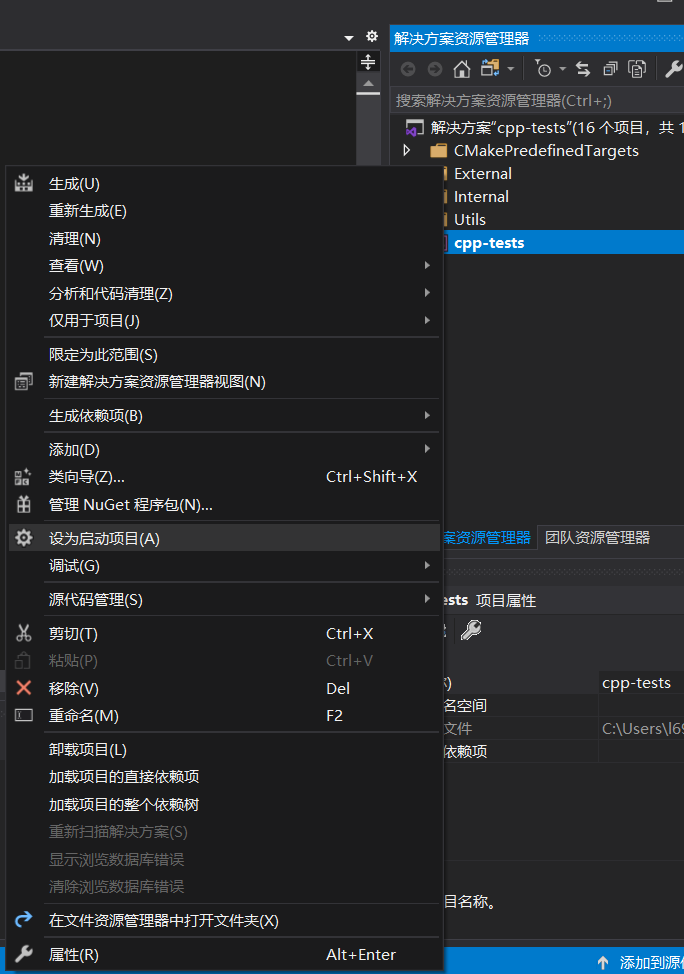 解决方案资源管理器
搜索解决方案资源管理器(Ctrl+;)
解决方案"cpp-tests"(16 个项目，共 1
CMakePredefinedTargets
External
Internal
Utils
cpp-tests
生成(U)
重新生成(E)
清理(N)
查看(W)
分析和代码清理(Z)
仅用于项目(J)
限定为此范围(S)
新建解决方案资源管理器视图(N)
生成依赖项(B)
添加(D)
类向导(Z)... Ctrl+Shift+X
管理 NuGet 程序包(N)...
设为启动项目(A)
调试(G)
源代码管理(S)
剪切(T) Ctrl+X
粘贴(P) Ctrl+V
移除(V) Del
重命名(M) F2
卸载项目(L)
加载项目的直接依赖项
加载项目的整个依赖树
重新扫描解决方案(S)
显示浏览数据库错误
清除浏览数据库错误
在文件资源管理器中打开文件夹(X)
属性(R) Alt+Enter
案资源管理器 团队资源管理器
ests 项目属性
cpp-tests
名空间
文件 C:\Users\l69
依赖项
目名称。
添加到源代